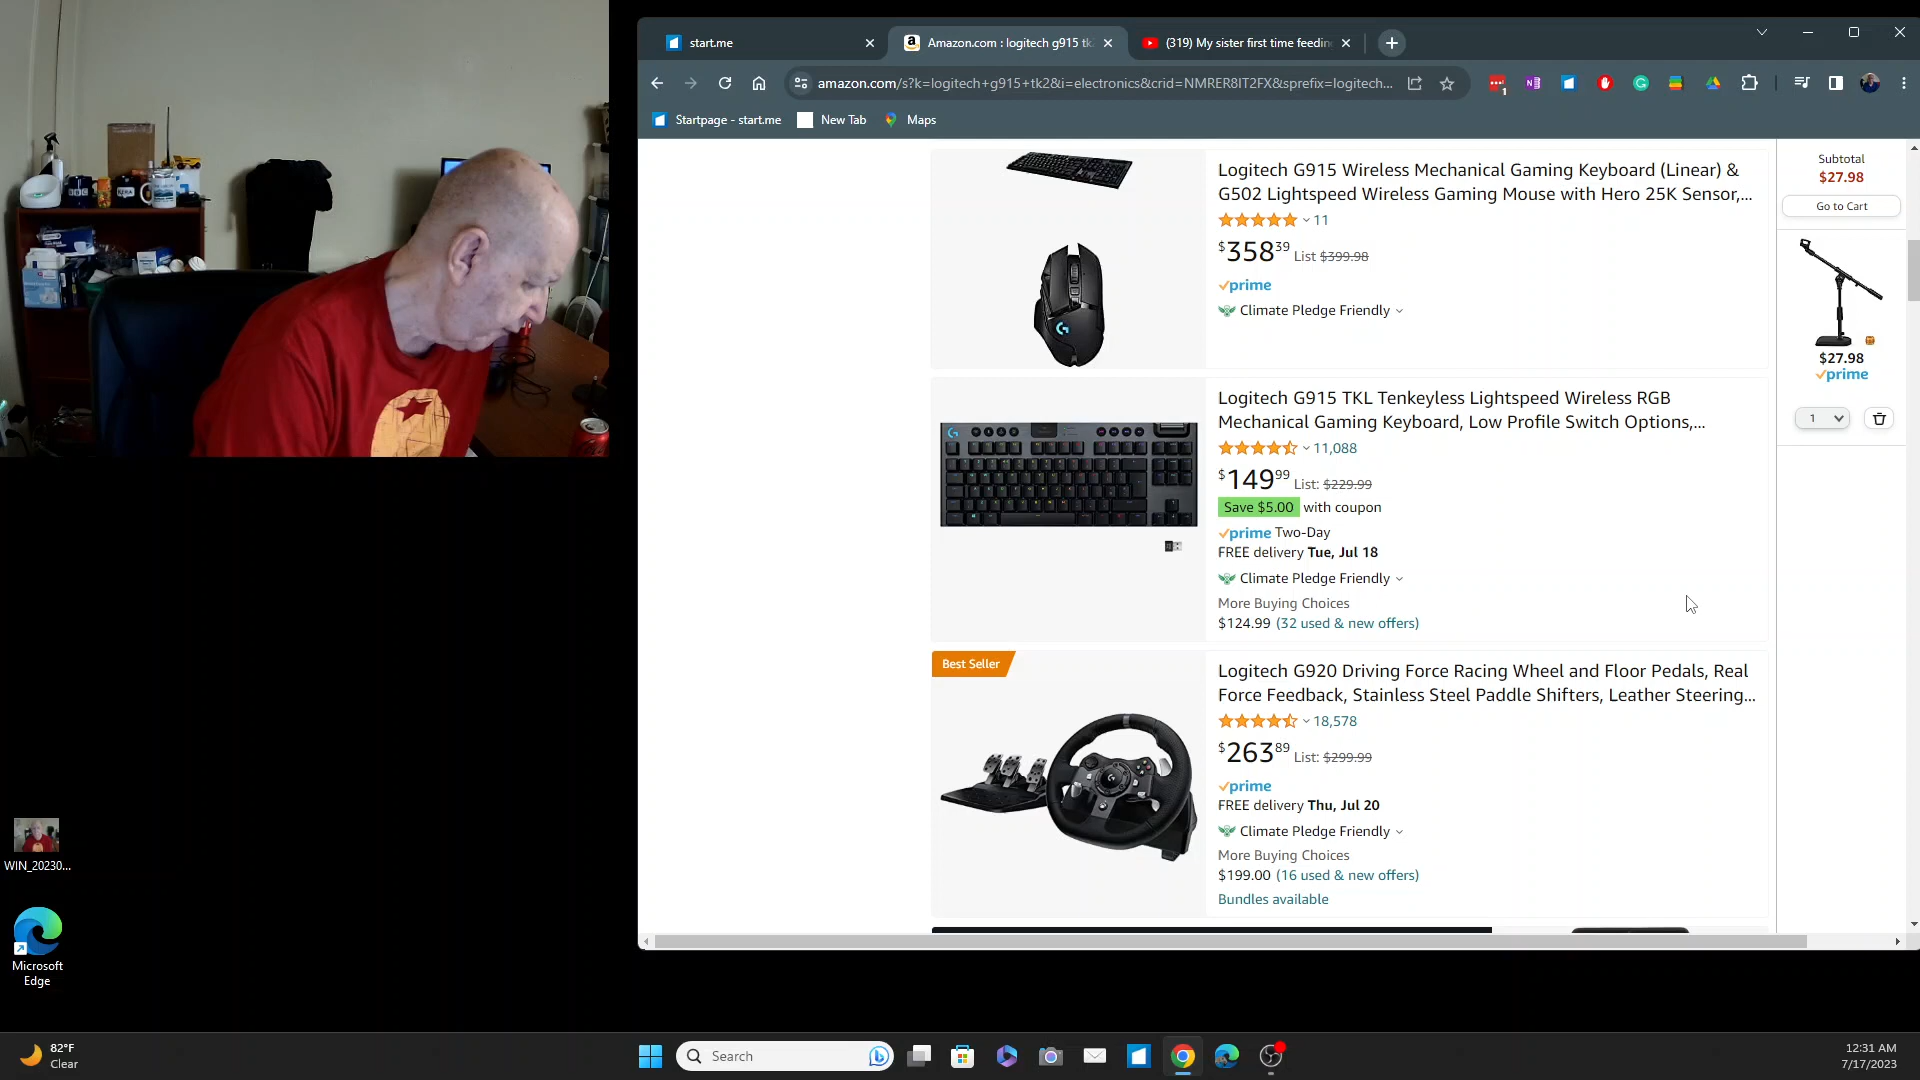 start.me
Amazon.com : logitech g915 tk
(319) My sister first time feedin
amazon.com/s?k=logitech+g915+tk2&i=electronics&crid=NMRER8IT2FX&sprefix=logitech...
1
Startpage - start.me
New Tab
Maps
Logitech G915 Wireless Mechanical Gaming Keyboard (Linear) &
G502 Lightspeed Wireless Gaming Mouse with Hero 25K Sensor,...
11
$358 39 List $399.98
prime
Climate Pledge Friendly
Logitech G915 TKL Tenkeyless Lightspeed Wireless RGB
Mechanical Gaming Keyboard, Low Profile Switch Options,...
11,088
$149 99 List: $229.99
Save $5.00 with coupon
prime Two-Day
FREE delivery Tue, Jul 18
Climate Pledge Friendly
More Buying Choices
$124.99 (32 used & new offers)
Best Seller
Logitech G920 Driving Force Racing Wheel and Floor Pedals, Real
Force Feedback, Stainless Steel Paddle Shifters, Leather Steering...
18,578
$263 89 List: $299.99
prime
FREE delivery Thu, Jul 20
Climate Pledge Friendly
More Buying Choices
$199.00 (16 used & new offers)
Bundles available
Subtotal
$27.98
Go to Cart
$27.98
prime
1
BBC
KERA
WIN_20230...
Microsoft
Edge
82°F
Clear
Search
12:31 AM
7/17/2023